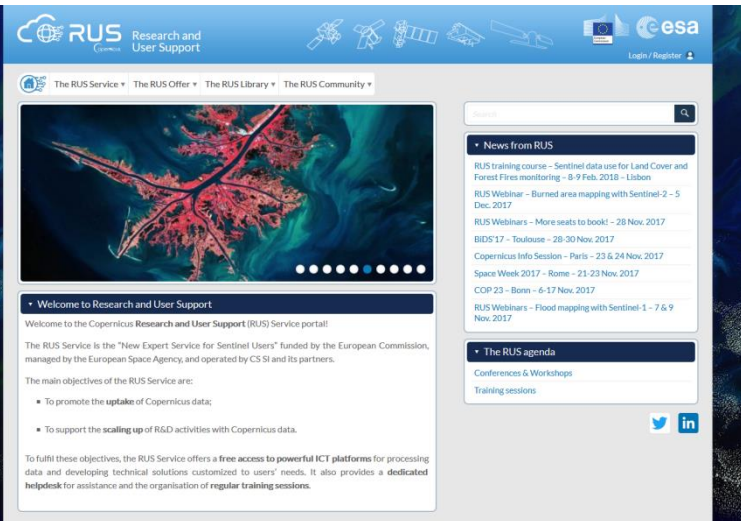 RUS
Copernicus
Research and
User Support
European
Commission
esa
Login / Register
The RUS Service ▾ The RUS Offer ▾ The RUS Library ▾ The RUS Community ▾
Search
▾ News from RUS
RUS training course – Sentinel data use for Land Cover and
Forest Fires monitoring – 8-9 Feb. 2018 – Lisbon
RUS Webinar – Burned area mapping with Sentinel-2 – 5
Dec. 2017
RUS Webinars – More seats to book! – 28 Nov. 2017
BiDS'17 – Toulouse – 28-30 Nov. 2017
Copernicus Info Session – Paris – 23 & 24 Nov. 2017
Space Week 2017 – Rome – 21-23 Nov. 2017
COP 23 – Bonn – 6-17 Nov. 2017
RUS Webinars – Flood mapping with Sentinel-1 – 7 & 9
Nov. 2017
▾ Welcome to Research and User Support
Welcome to the Copernicus Research and User Support (RUS) Service portal!
The RUS Service is the "New Expert Service for Sentinel Users" funded by the European Commission,
managed by the European Space Agency, and operated by CS SI and its partners.
The main objectives of the RUS Service are:
▪ To promote the uptake of Copernicus data;
▪ To support the scaling up of R&D activities with Copernicus data.
To fulfil these objectives, the RUS Service offers a free access to powerful ICT platforms for processing
data and developing technical solutions customized to users' needs. It also provides a dedicated
helpdesk for assistance and the organisation of regular training sessions.
▾ The RUS agenda
Conferences & Workshops
Training sessions
in